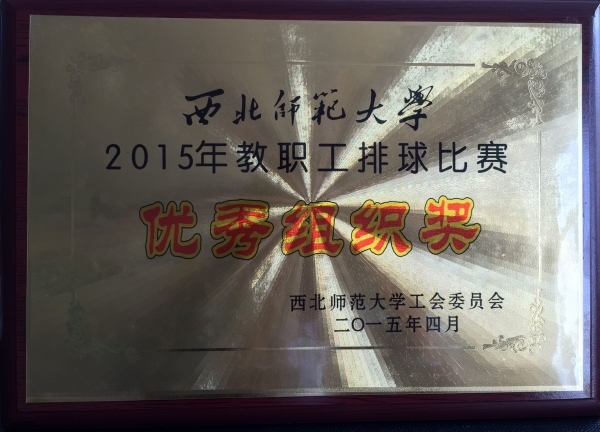 西北师范大学
2015年教职工排球比赛
优秀组织奖
西北师范大学工会委员会
二〇一五年四月